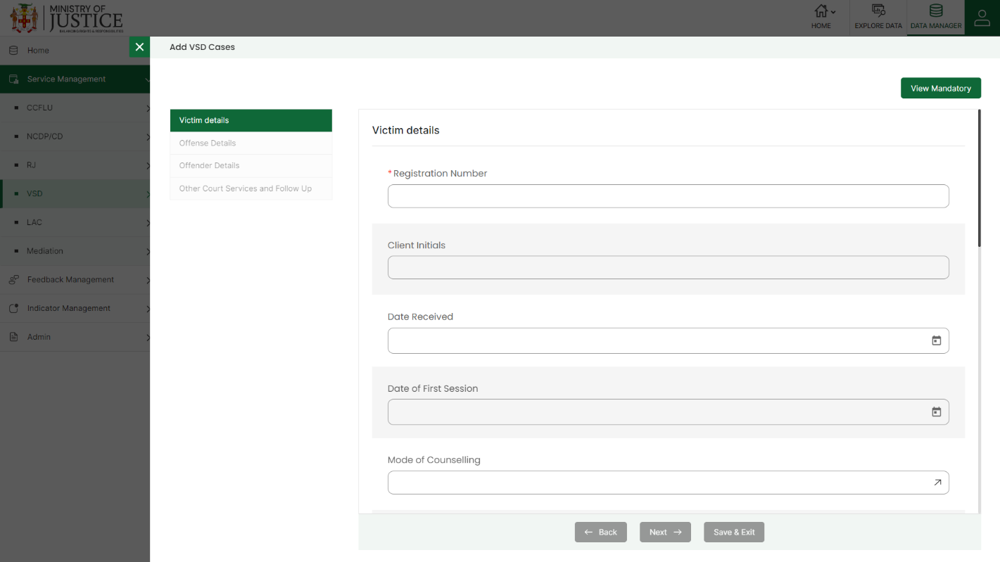 MINISTRY OF
JUSTICE
BALANCING RIGHTS & RESPONSIBILITIES
HOME
EXPLORE DATA
DATA MANAGER
Home
Add VSD Cases
Service Management
CCFLU
NCDP/CD
RJ
VSD
LAC
Mediation
Feedback Management
Indicator Management
Admin
View Mandatory
Victim details
Offense Details
Offender Details
Other Court Services and Follow Up
Victim details
* Registration Number
Client Initials
Date Received
Date of First Session
Mode of Counselling
Back
Next
Save & Exit